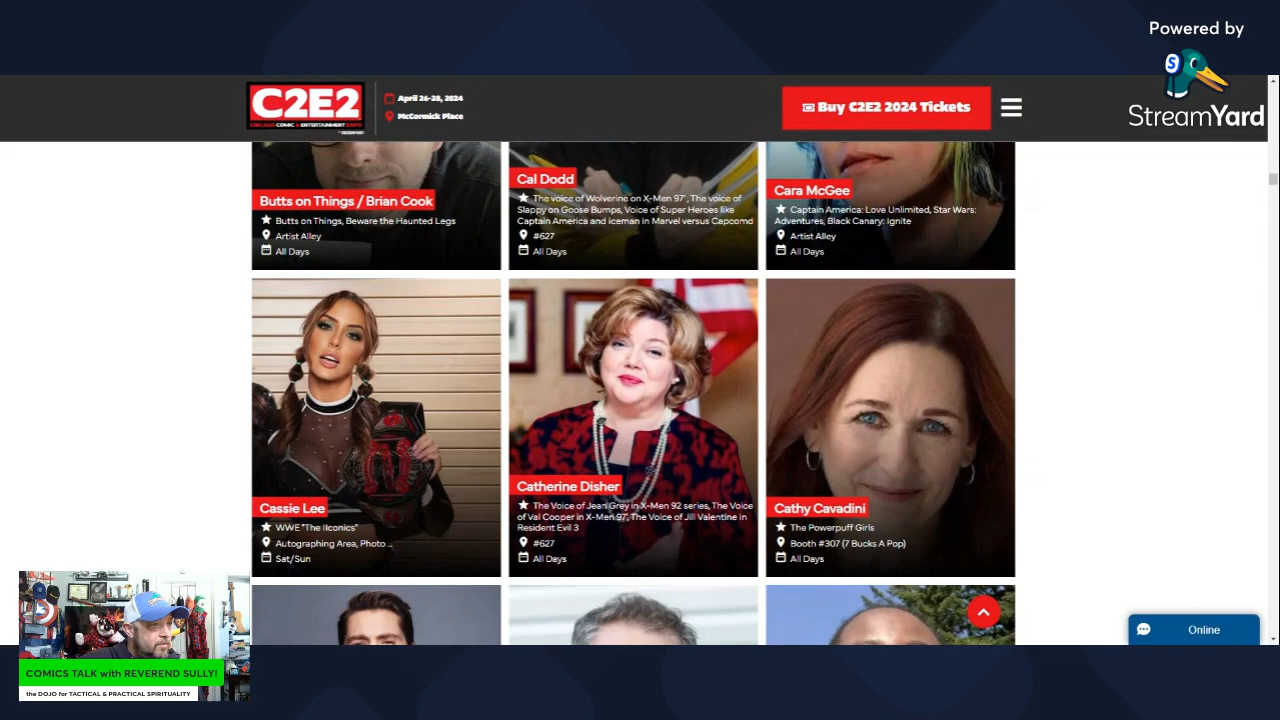 Powered by
StreamYard
C2E2
CHICAGO COMIC & ENTERTAINMENT EXPO
April 26-28, 2024
McCormick Place
Buy C2E2 2024 Tickets
Butts on Things / Brian Cook
Butts on Things, Beware the Haunted Legs
Artist Alley
All Days
Cal Dodd
The voice of Wolverine on X-Men 97', The voice of
Slappy on Goose Bumps, Voice of Super Heroes like
Captain America and Iceman in Marvel versus Capcomd
#627
All Days
Cara McGee
Captain America: Love Unlimited, Star Wars:
Adventures, Black Canary: Ignite
Artist Alley
All Days
Cassie Lee
WWE "The IIconics"
Autographing Area, Photo ...
Sat/Sun
Catherine Disher
The Voice of Jean Grey in X-Men 92 series, The Voice
of Val Cooper in X-Men 97', The Voice of Jill Valentine in
Resident Evil 3
#627
All Days
Cathy Cavadini
The Powerpuff Girls
Booth #307 (7 Bucks A Pop)
All Days
Online
COMICS TALK with REVEREND SULLY!
the DOJO for TACTICAL & PRACTICAL SPIRITUALITY